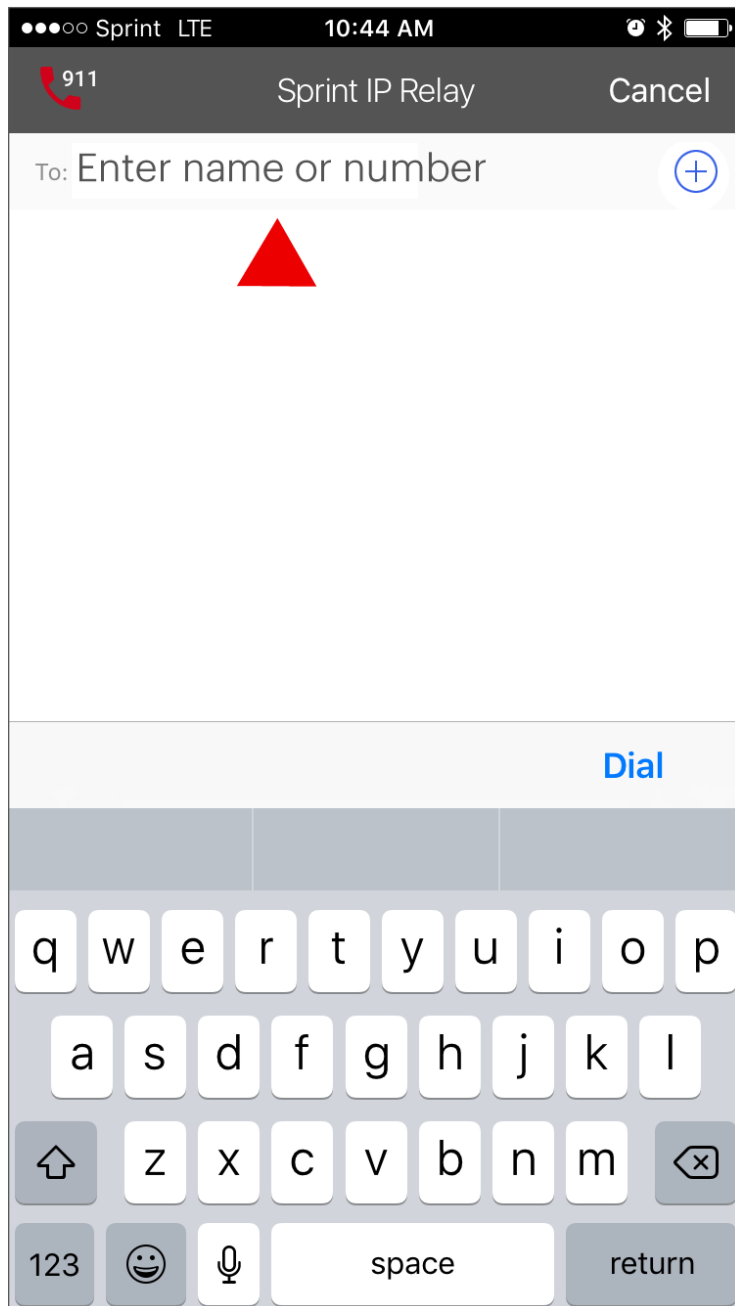 Sprint LTE 10:44 AM
911 Sprint IP Relay Cancel
To: Enter name or number
Dial
q w e r t y u i o p
a s d f g h j k l
z x c v b n m
123 space return